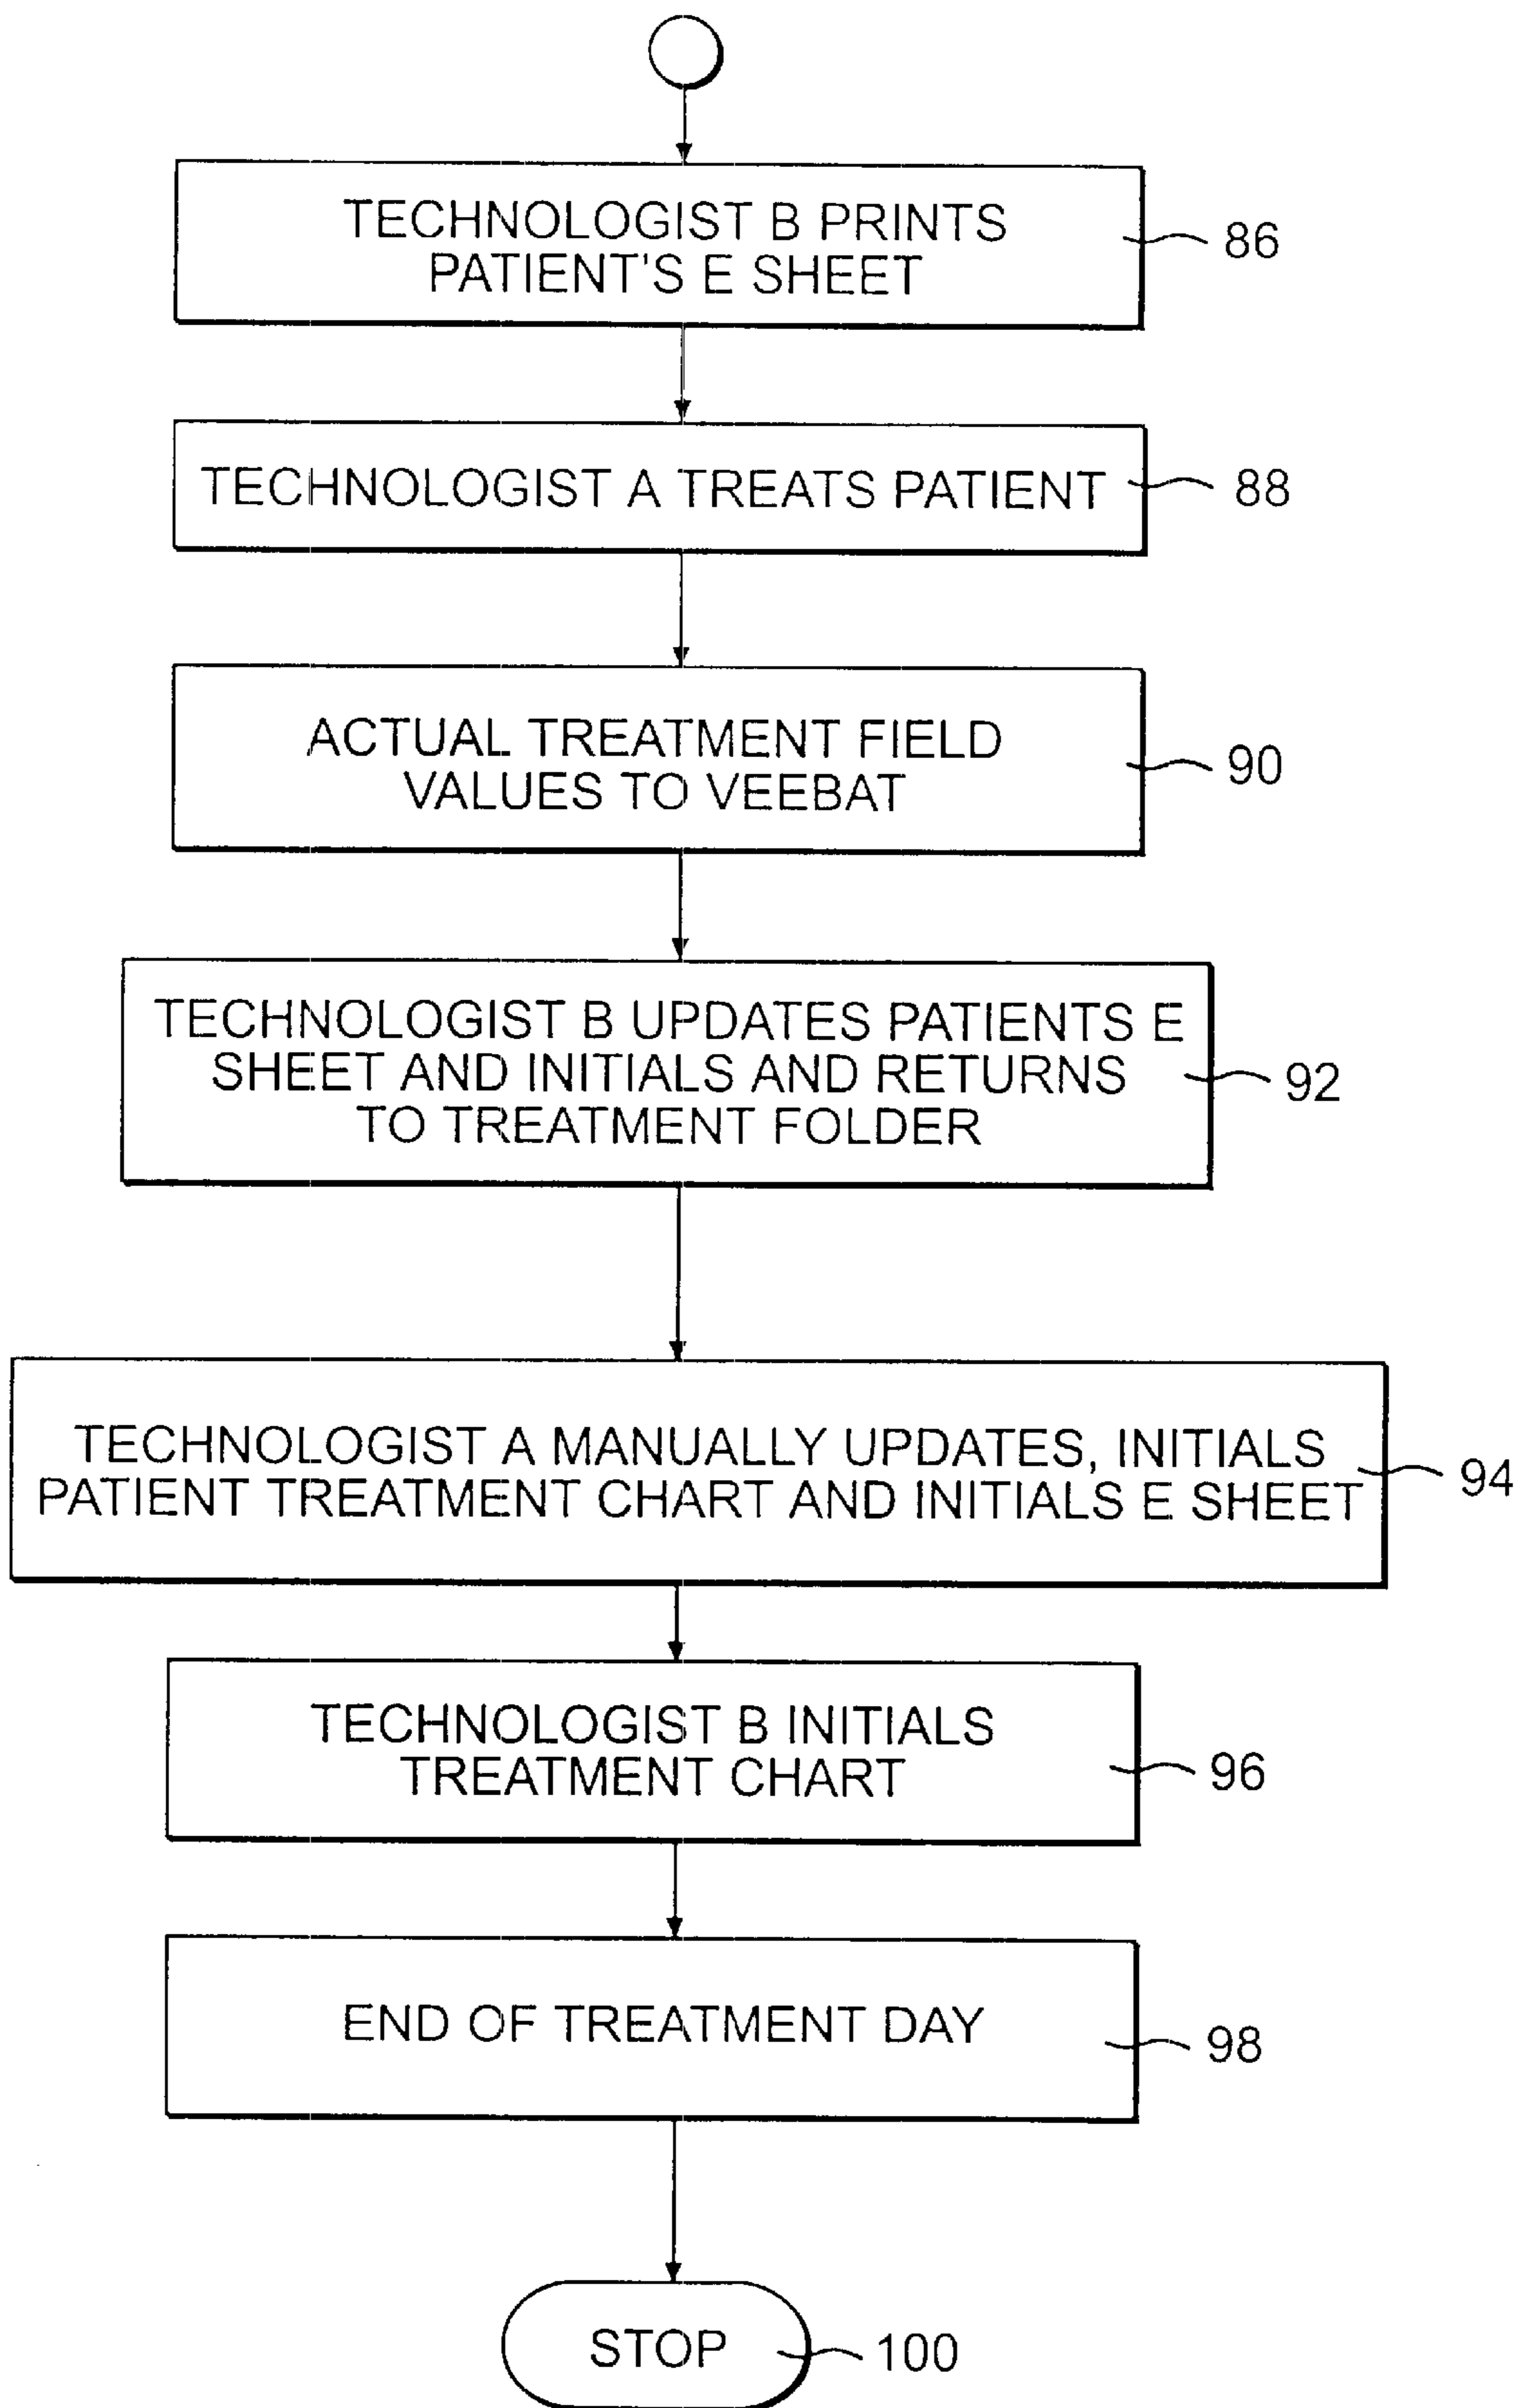 TECHNOLOGIST B PRINTS
PATIENT'S E SHEET
86
TECHNOLOGIST A TREATS PATIENT
88
ACTUAL TREATMENT FIELD
VALUES TO VEEBAT
90
TECHNOLOGIST B UPDATES PATIENTS E
SHEET AND INITIALS AND RETURNS
TO TREATMENT FOLDER
92
TECHNOLOGIST A MANUALLY UPDATES, INITIALS
PATIENT TREATMENT CHART AND INITIALS E SHEET
94
TECHNOLOGIST B INITIALS
TREATMENT CHART
96
END OF TREATMENT DAY
98
STOP
100